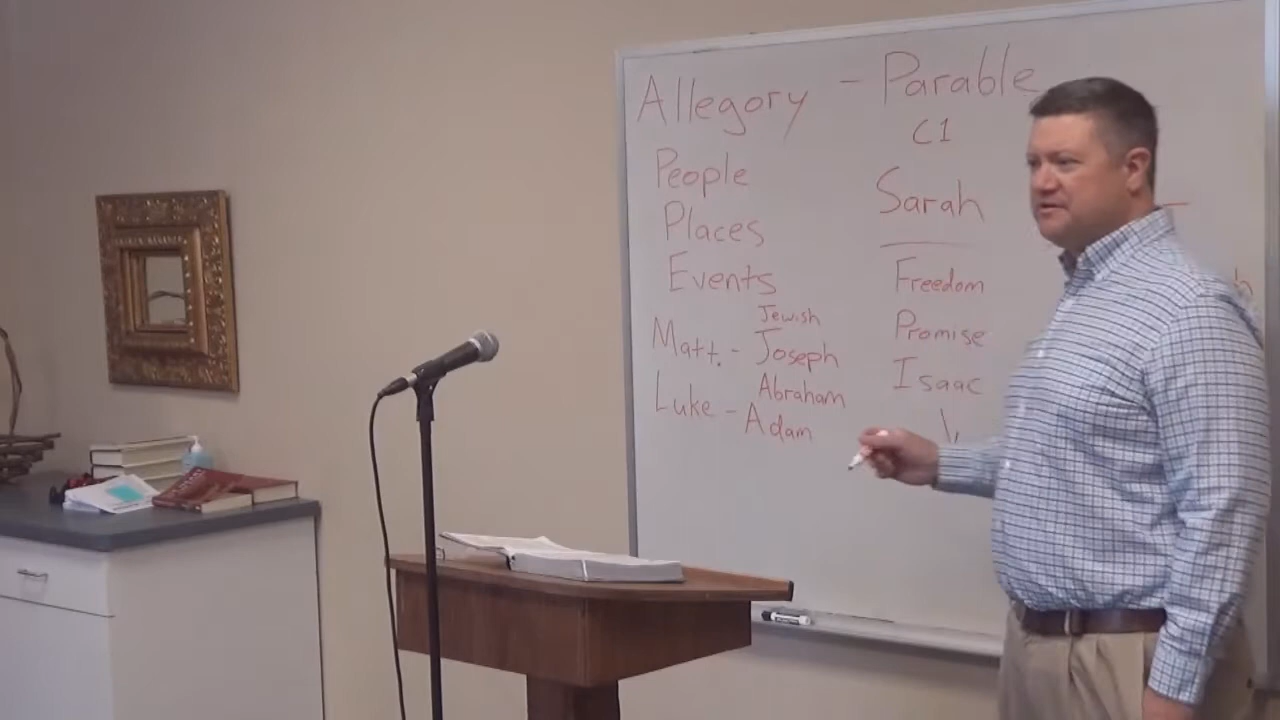 Allegory - Parable
C1
People
Places
Events
Jewish
Matt. - Joseph
Abraham
Luke - Adam
Sarah
Freedom
Promise
Isaac